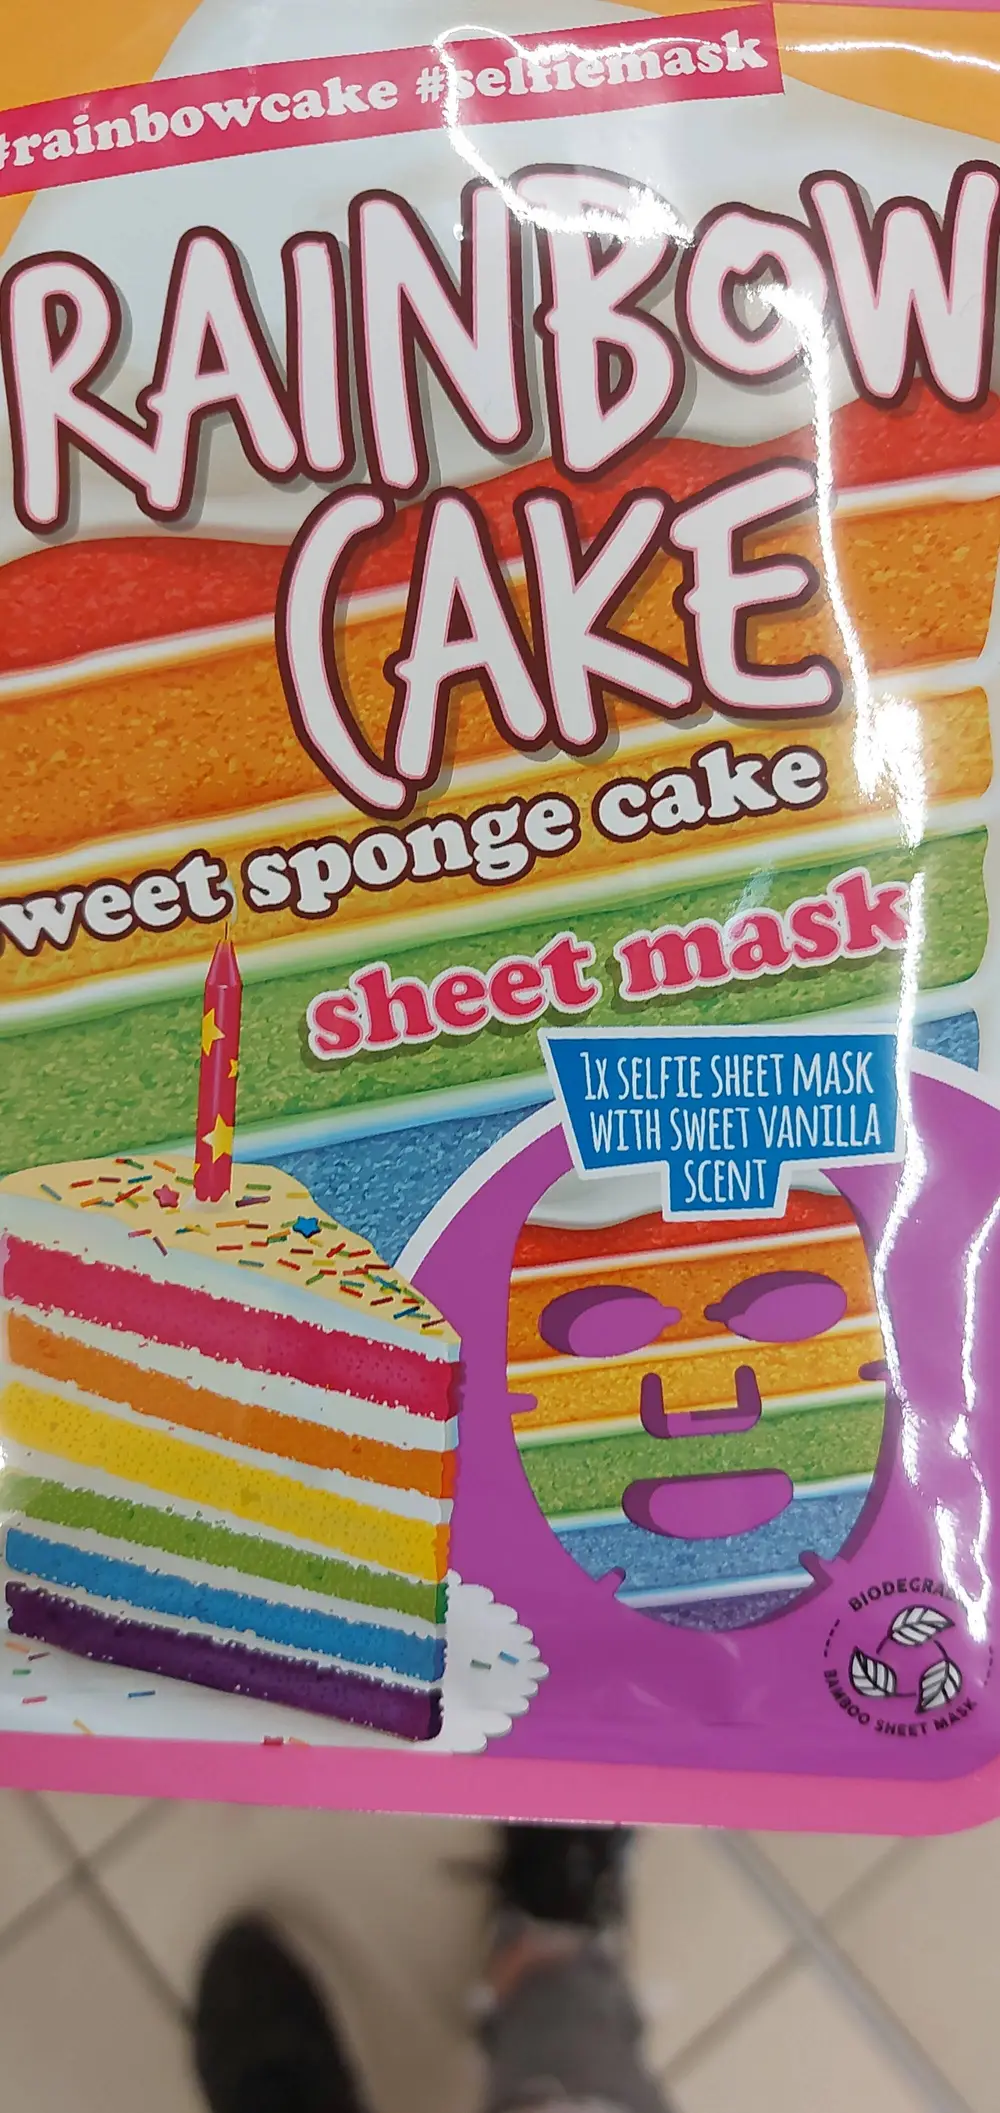 #rainbowcake #selfiemask
RAINBOW
CAKE
weet sponge cake
sheet mask
1X SELFIE SHEET MASK
WITH SWEET VANILLA
SCENT
BAMBOO SHEET MASK